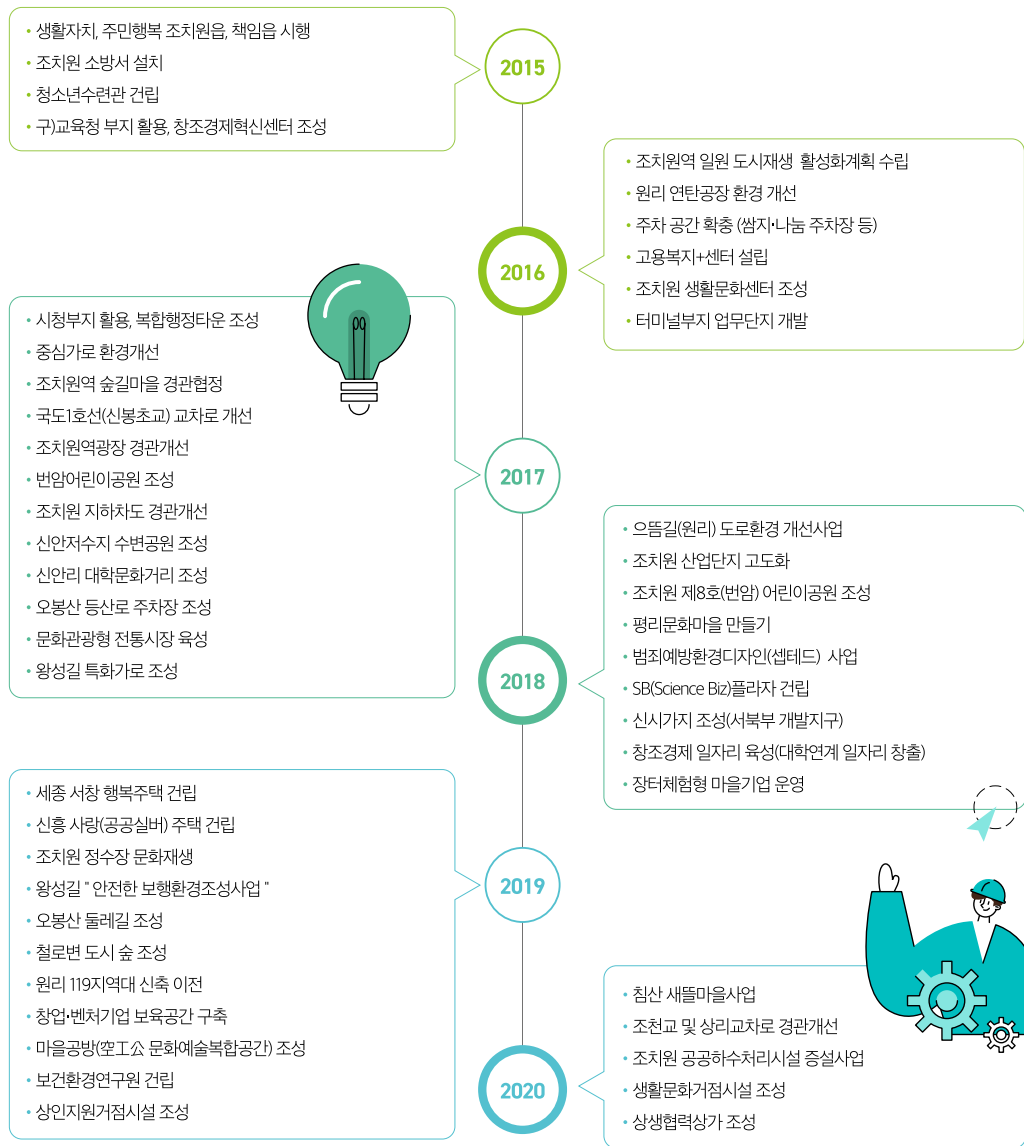 2015
• 생활자치, 주민행복 조치원읍, 책임읍 시행
• 조치원 소방서 설치
• 청소년수련관 건립
• 구)교육청 부지 활용, 창조경제혁신센터 조성
2016
• 조치원역 일원 도시재생 활성화계획 수립
• 원리 연탄공장 환경 개선
• 주차 공간 확충 (쌈지·나눔 주차장 등)
• 고용복지+센터 설립
• 조치원 생활문화센터 조성
• 터미널부지 업무단지 개발
2017
• 시청부지 활용, 복합행정타운 조성
• 중심가로 환경개선
• 조치원역 숲길마을 경관협정
• 국도1호선(신봉초교) 교차로 개선
• 조치원역광장 경관개선
• 번암어린이공원 조성
• 조치원 지하차도 경관개선
• 신안저수지 수변공원 조성
• 신안리 대학문화거리 조성
• 오봉산 등산로 주차장 조성
• 문화관광형 전통시장 육성
• 왕성길 특화가로 조성
2018
• 으뜸길(원리) 도로환경 개선사업
• 조치원 산업단지 고도화
• 조치원 제8호(번암) 어린이공원 조성
• 평리문화마을 만들기
• 범죄예방환경디자인(셉테드) 사업
• SB(Science Biz)플라자 건립
• 신시가지 조성(서북부 개발지구)
• 창조경제 일자리 육성(대학연계 일자리 창출)
• 장터체험형 마을기업 운영
2019
• 세종 서창 행복주택 건립
• 신흥 사랑(공공실버) 주택 건립
• 조치원 정수장 문화재생
• 왕성길 " 안전한 보행환경조성사업 "
• 오봉산 둘레길 조성
• 철로변 도시 숲 조성
• 원리 119지역대 신축 이전
• 창업·벤처기업 보육공간 구축
• 마을공방(空工公 문화예술복합공간) 조성
• 보건환경연구원 건립
• 상인지원거점시설 조성
2020
• 침산 새뜰마을사업
• 조천교 및 상리교차로 경관개선
• 조치원 공공하수처리시설 증설사업
• 생활문화거점시설 조성
• 상생협력상가 조성